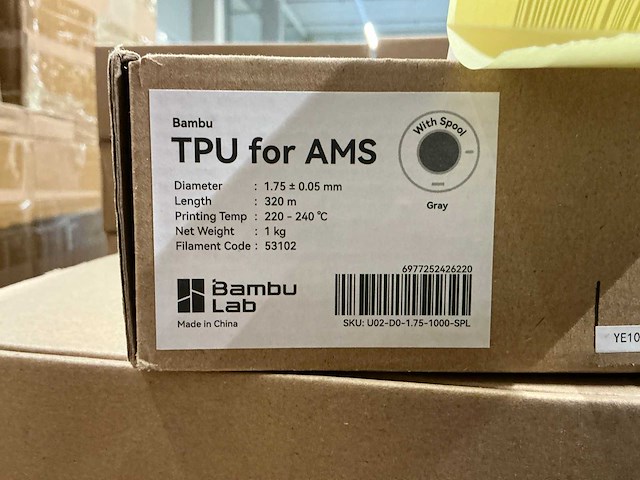 Bambu
TPU for AMS
With Spool
Gray
Diameter : 1.75 ± 0.05 mm
Length : 320 m
Printing Temp : 220 - 240 ℃
Net Weight : 1 kg
Filament Code : 53102
Bambu
Lab
Made in China
6977252426220
SKU: U02-D0-1.75-1000-SPL
YE10